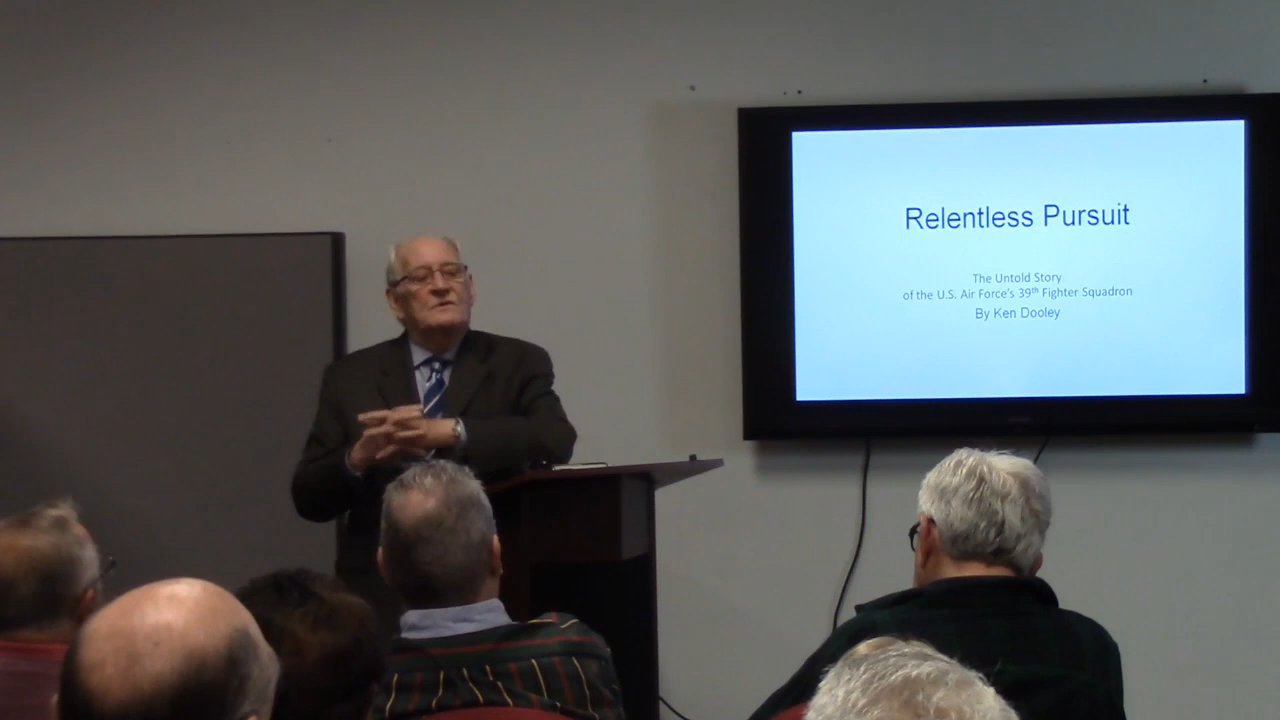 Relentless Pursuit
The Untold Story
of the U.S. Air Force's 39th Fighter Squadron
By Ken Dooley